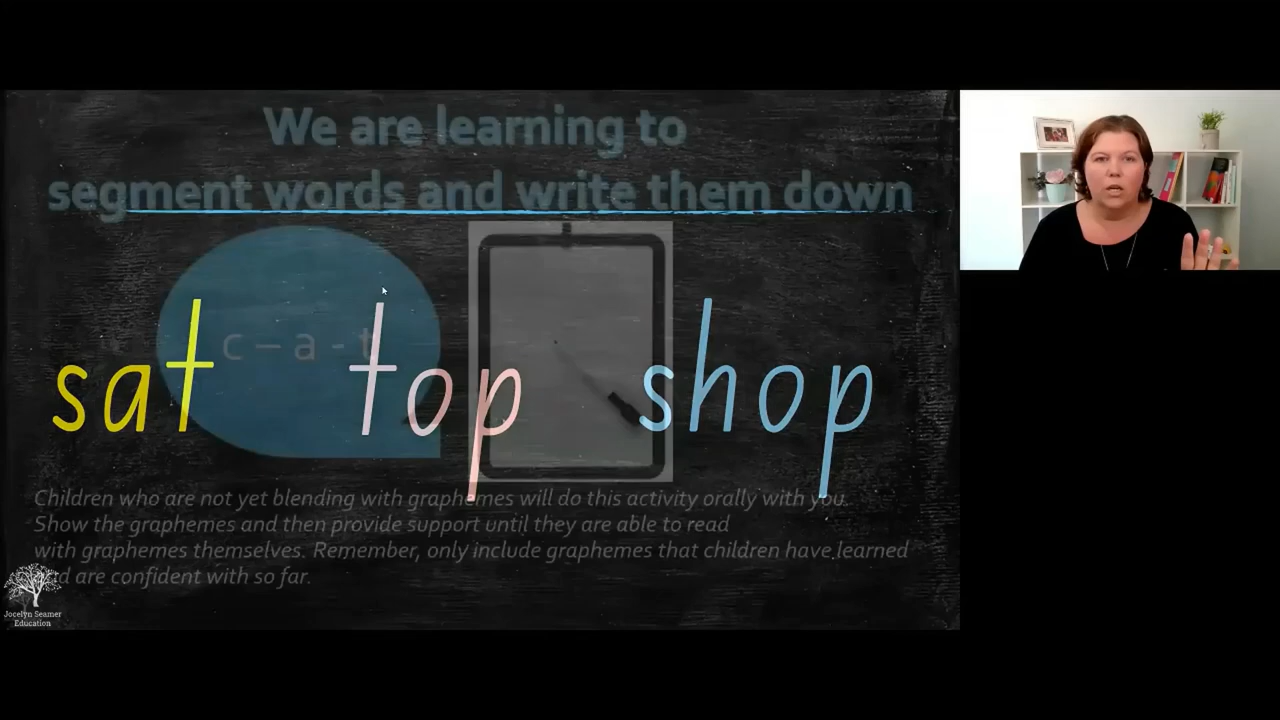 We are learning to
segment words and write them down
c – a - t
sat top shop
Children who are not yet blending with graphemes will do this activity orally with you.
Show the graphemes and then provide support until they are able to read
with graphemes themselves. Remember, only include graphemes that children have learned
and are confident with so far.
Jocelyn Seamer
Education